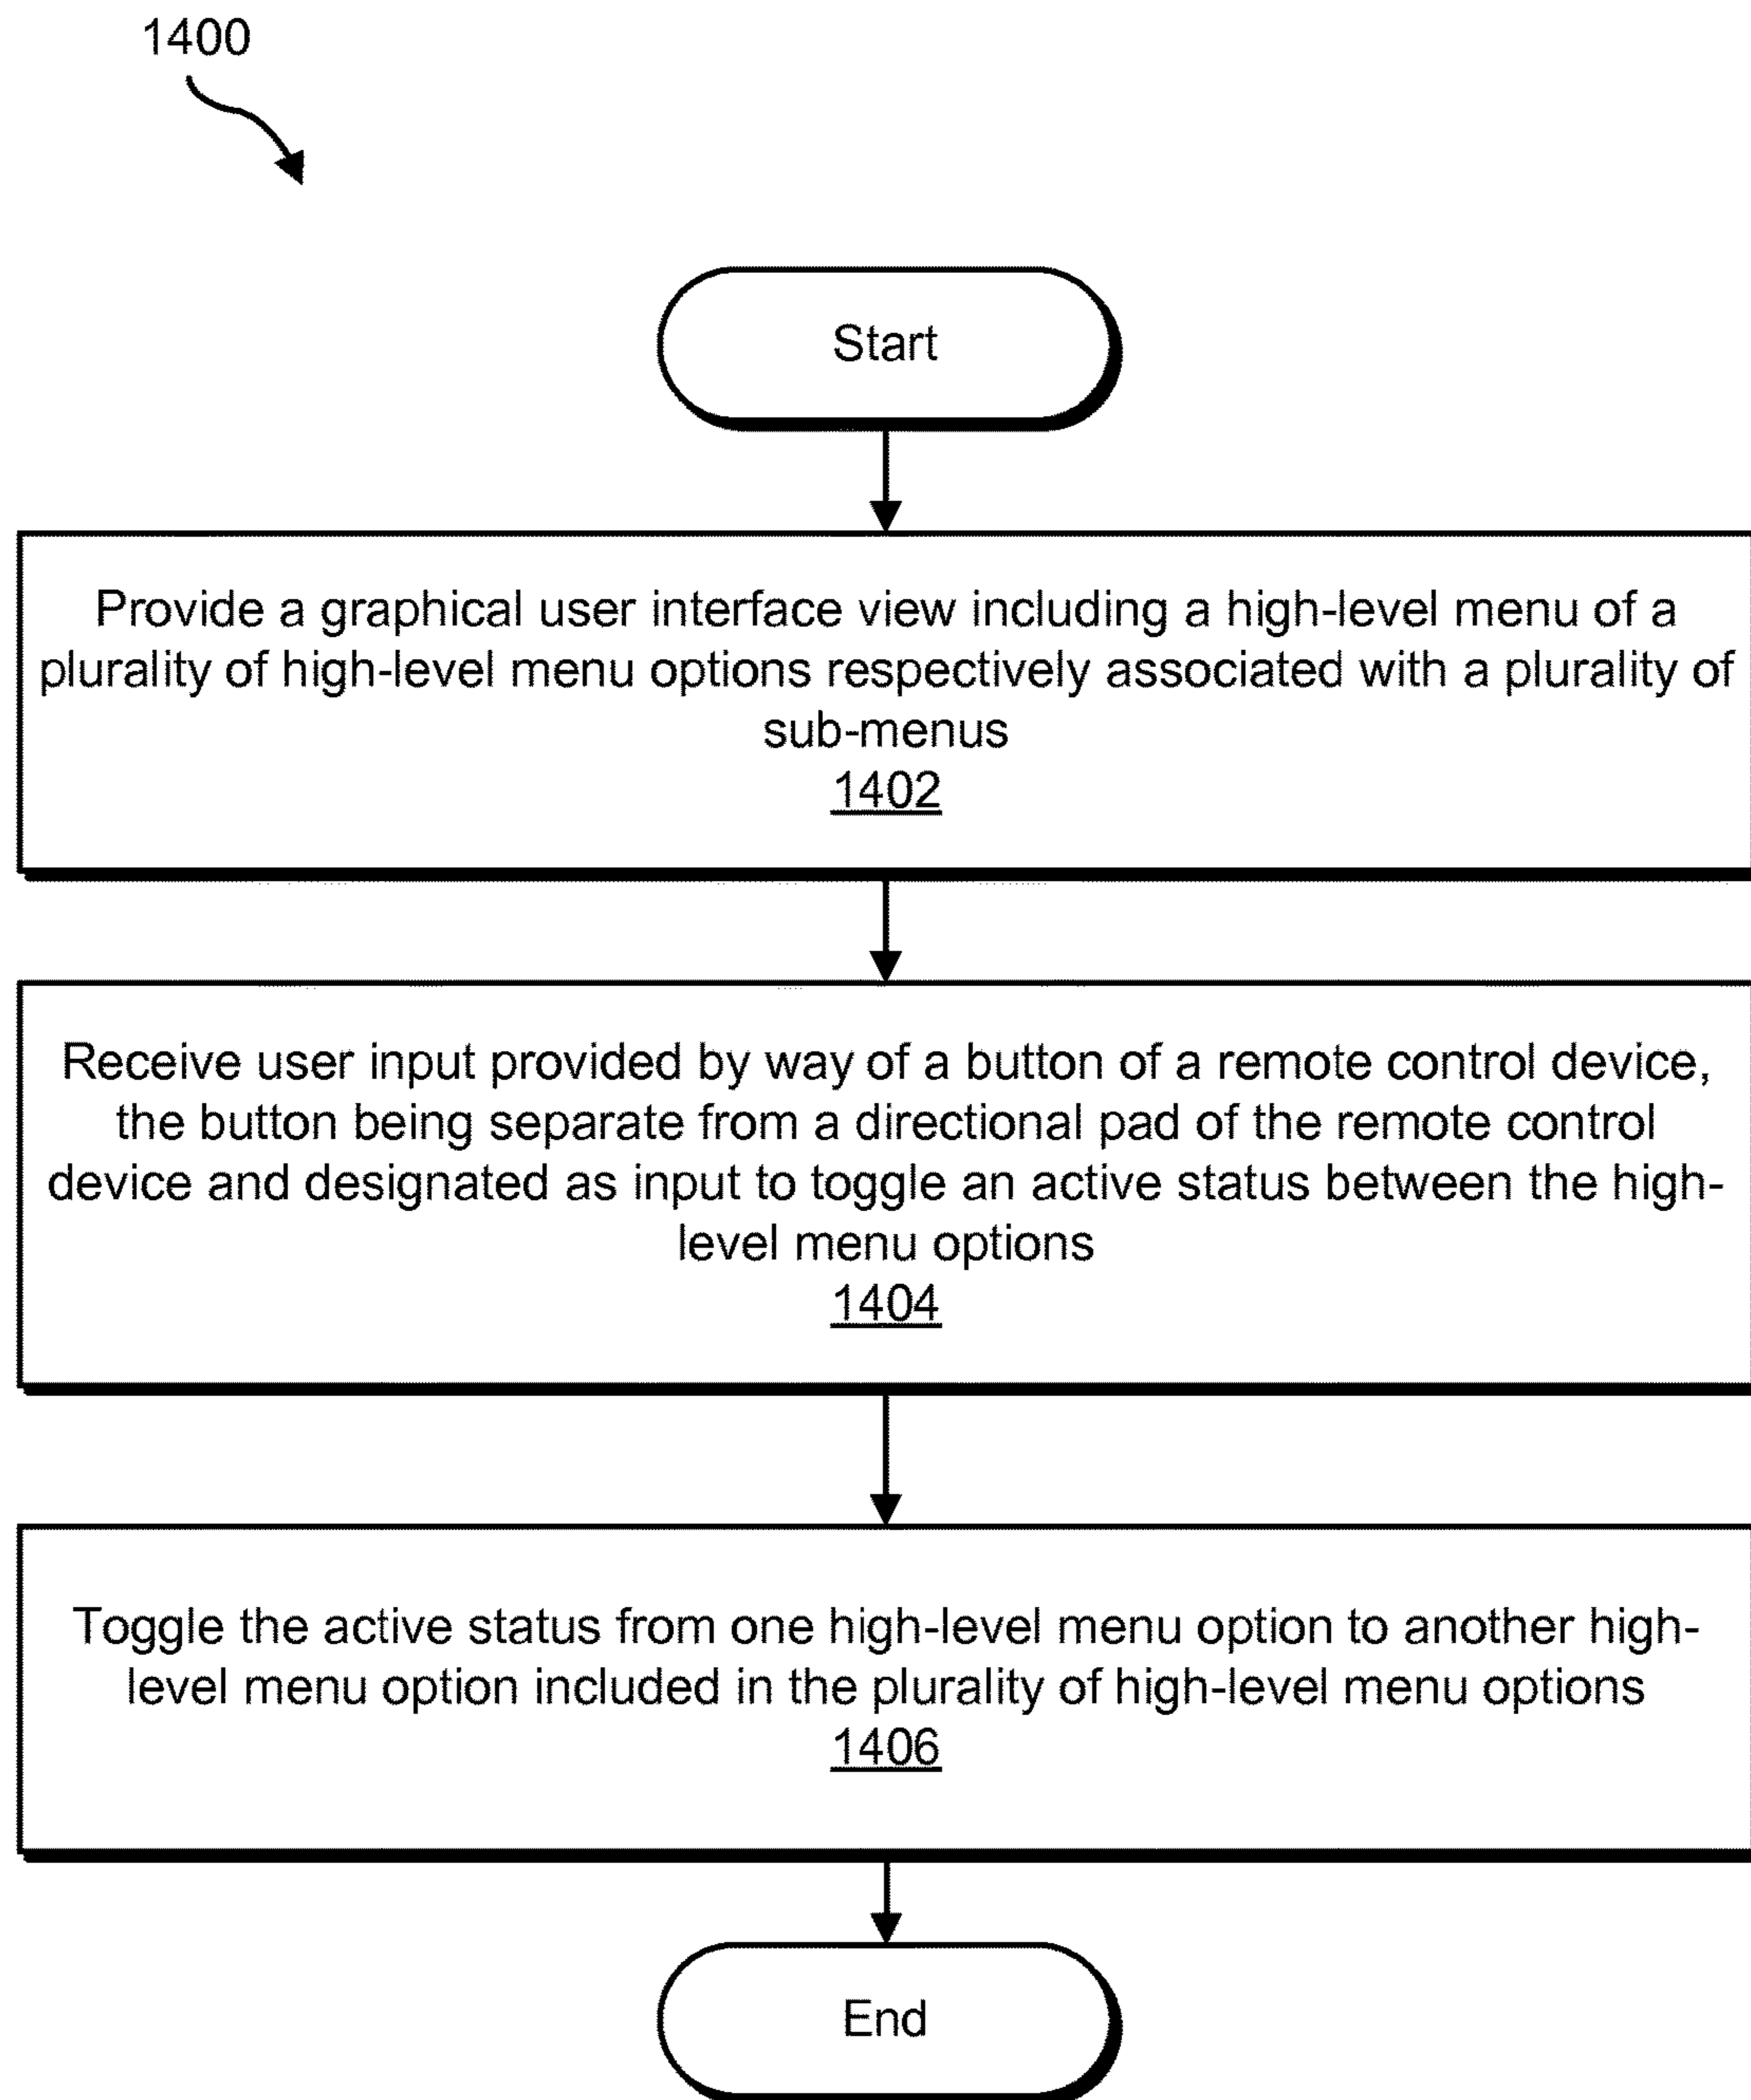 1400
Start
Provide a graphical user interface view including a high-level menu of a
plurality of high-level menu options respectively associated with a plurality of
sub-menus
1402
Receive user input provided by way of a button of a remote control device,
the button being separate from a directional pad of the remote control
device and designated as input to toggle an active status between the high-
level menu options
1404
Toggle the active status from one high-level menu option to another high-
level menu option included in the plurality of high-level menu options
1406
End